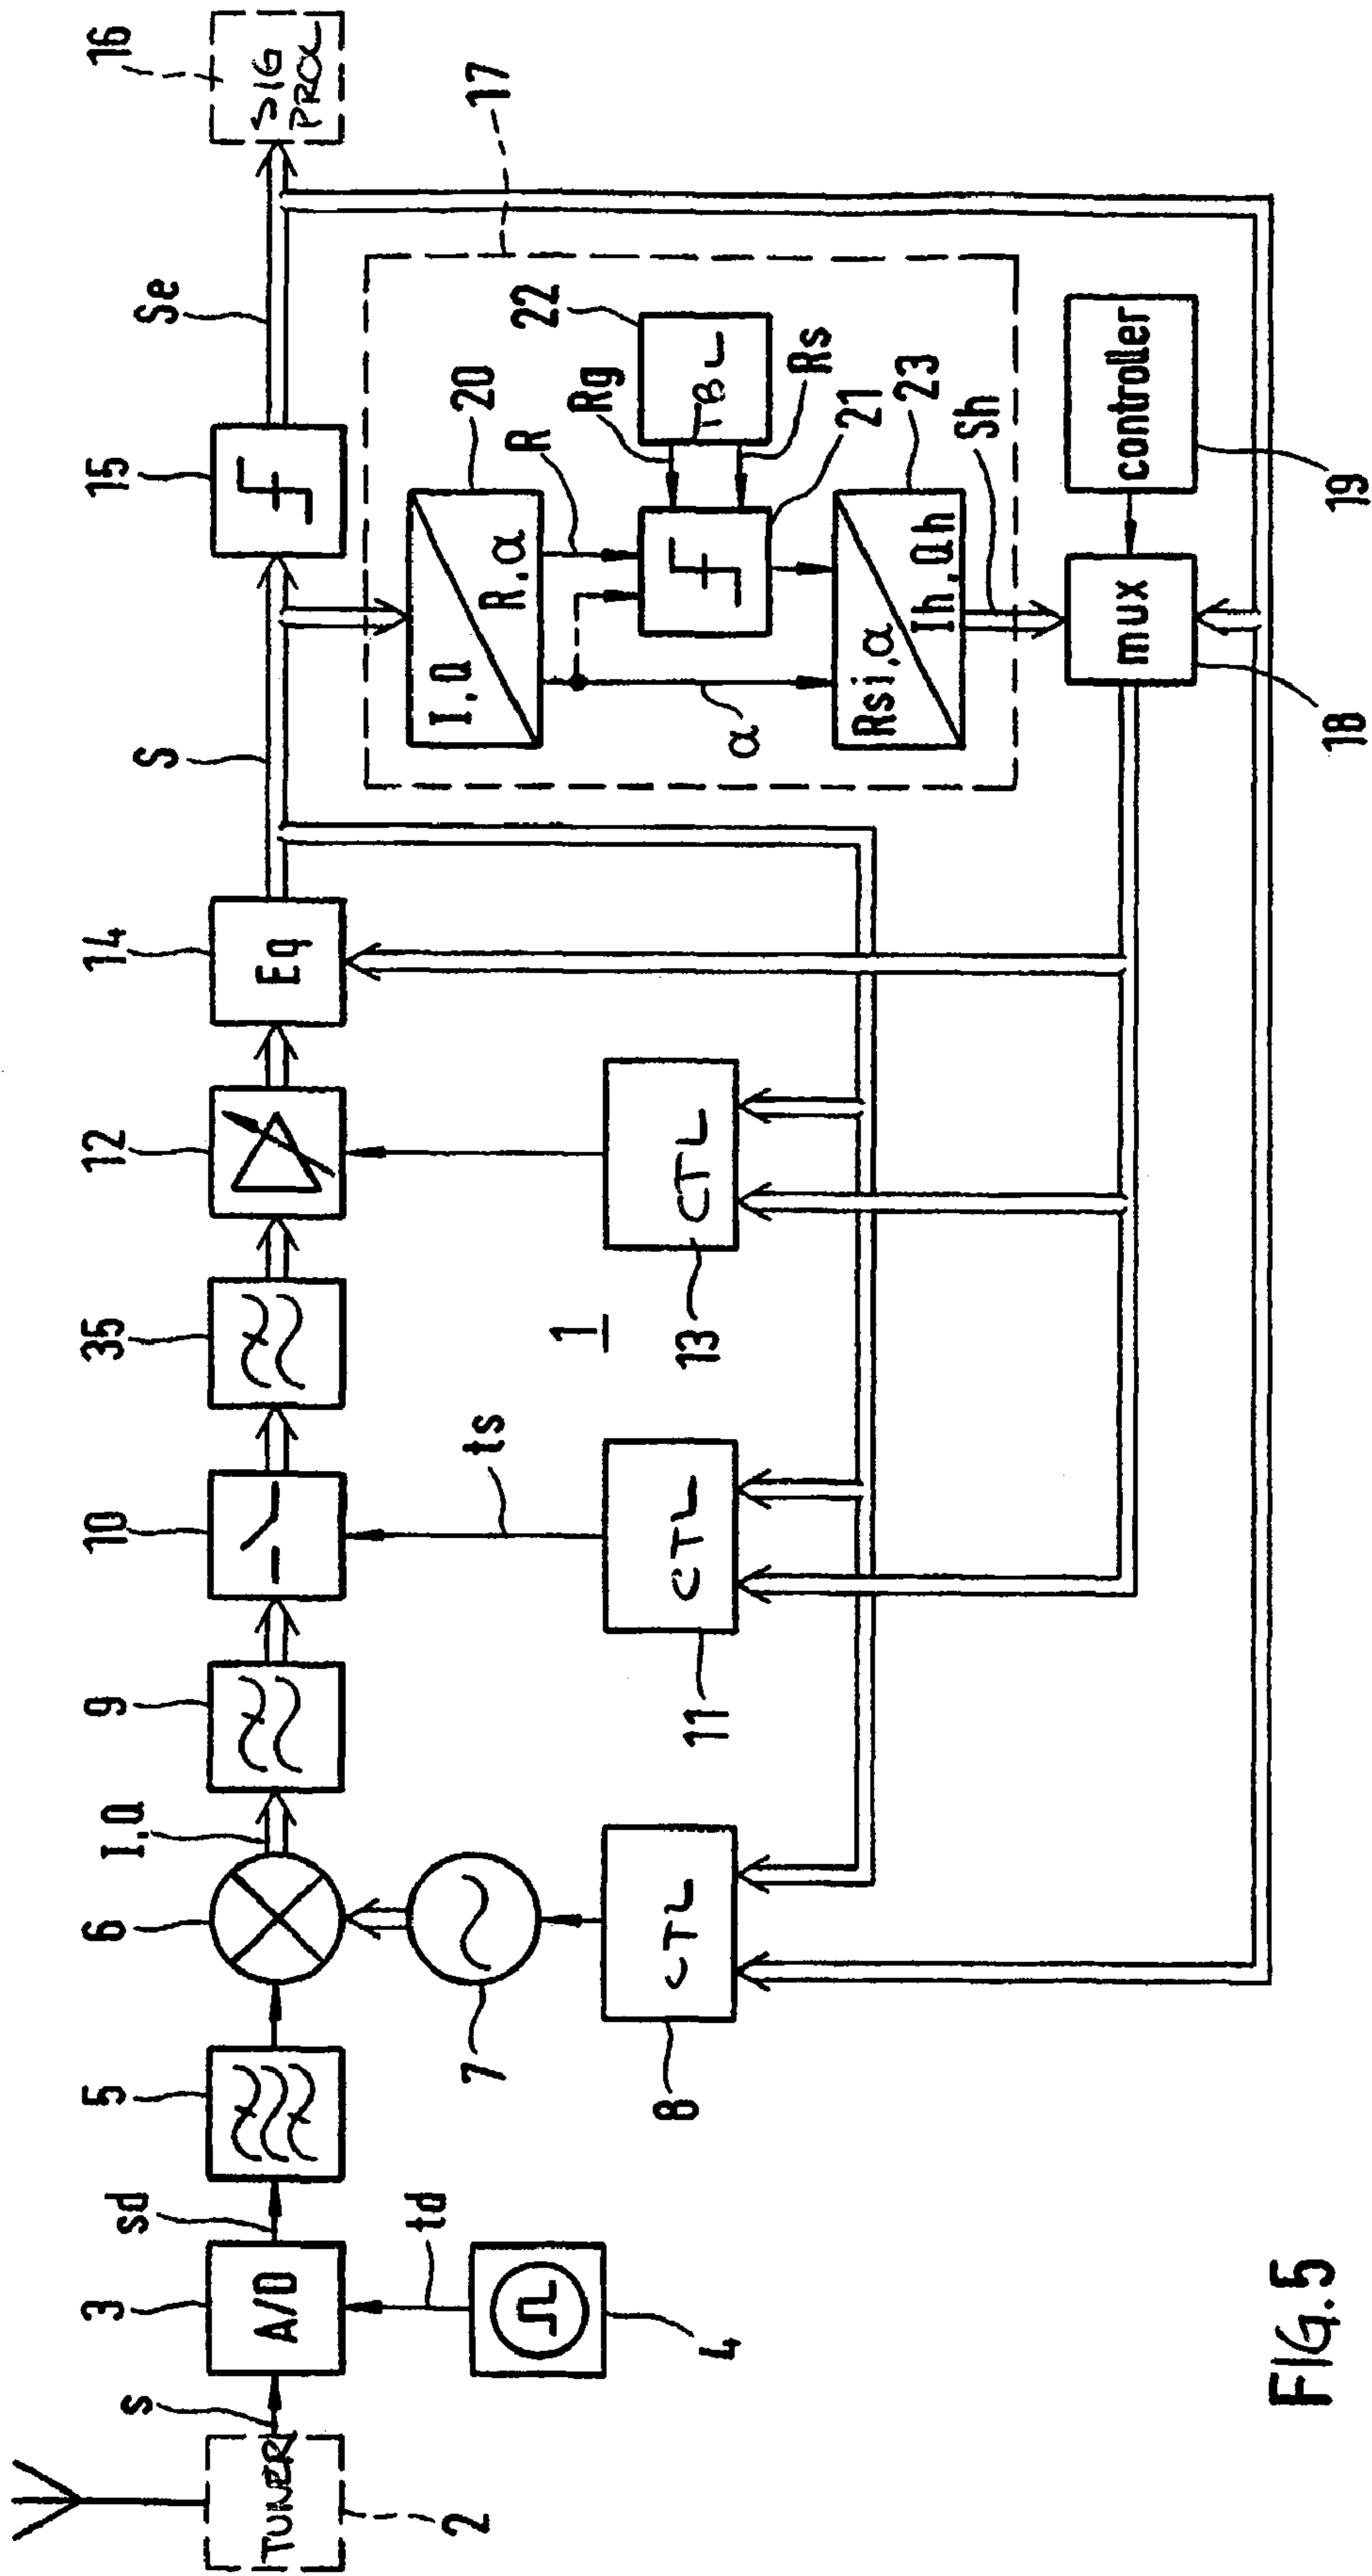 2
TUNER
s
3
A/D
sd
td
4
5
6
I,Q
7
8
CTL
9
10
ts
11
CTL
35
1
12
13
CTL
14
Eq
S
15
Se
16
SIG
PROC
17
I,Q
R,α
20
R
α
Rg
22
TBL
Rs
21
Rsi,α
Ih,Qh
23
Sh
mux
18
controller
19
FIG.5